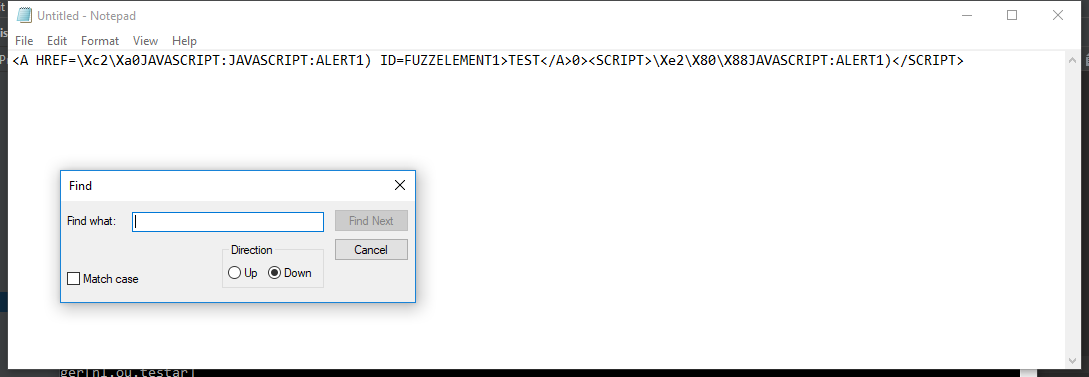 Untitled - Notepad
File Edit Format View Help
<A HREF=\Xc2\Xa0JAVASCRIPT:JAVASCRIPT:ALERT1) ID=FUZZELEMENT1>TEST</A>0><SCRIPT>\Xe2\X80\X88JAVASCRIPT:ALERT1)</SCRIPT>
Find
Find what: Find Next
Direction Cancel
Up Down
Match case
ger[n1.ou.testar]